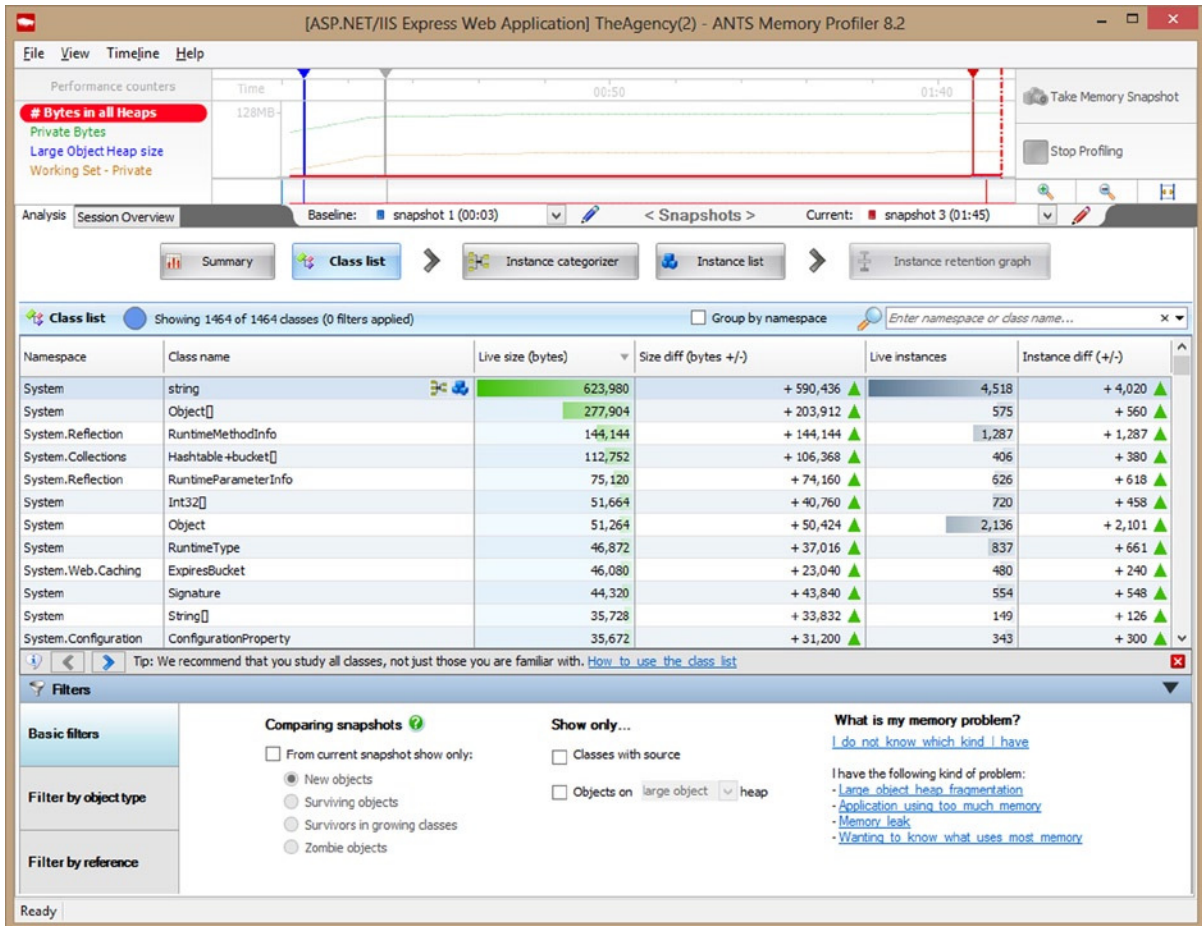 [ASP.NET/IIS Express Web Application] TheAgency(2) - ANTS Memory Profiler 8.2
File View Timeline Help
Performance counters
# Bytes in all Heaps
Private Bytes
Large Object Heap size
Working Set - Private
Time 00:50 01:40
128MB
Take Memory Snapshot
Stop Profiling
Analysis Session Overview Baseline: snapshot 1 (00:03) < Snapshots > Current: snapshot 3 (01:45)
Summary Class list Instance categorizer Instance list Instance retention graph
Class list Showing 1464 of 1464 classes (0 filters applied) Group by namespace Enter namespace or class name...
Namespace Class name Live size (bytes) Size diff (bytes +/-) Live instances Instance diff (+/-)
System string 623,980 + 590,436 4,518 + 4,020
System Object[] 277,904 + 203,912 575 + 560
System.Reflection RuntimeMethodInfo 144,144 + 144,144 1,287 + 1,287
System.Collections Hashtable+bucket[] 112,752 + 106,368 406 + 380
System.Reflection RuntimeParameterInfo 75,120 + 74,160 626 + 618
System Int32[] 51,664 + 40,760 720 + 458
System Object 51,264 + 50,424 2,136 + 2,101
System RuntimeType 46,872 + 37,016 837 + 661
System.Web.Caching ExpiresBucket 46,080 + 23,040 480 + 240
System Signature 44,320 + 43,840 554 + 548
System String[] 35,728 + 33,832 149 + 126
System.Configuration ConfigurationProperty 35,672 + 31,200 343 + 300
Tip: We recommend that you study all classes, not just those you are familiar with. How to use the class list
Filters
Basic filters
Filter by object type
Filter by reference
Comparing snapshots
From current snapshot show only:
New objects
Surviving objects
Survivors in growing classes
Zombie objects
Show only...
Classes with source
Objects on large object heap
What is my memory problem?
I do not know which kind I have
I have the following kind of problem:
- Large object heap fragmentation
- Application using too much memory
- Memory leak
- Wanting to know what uses most memory
Ready